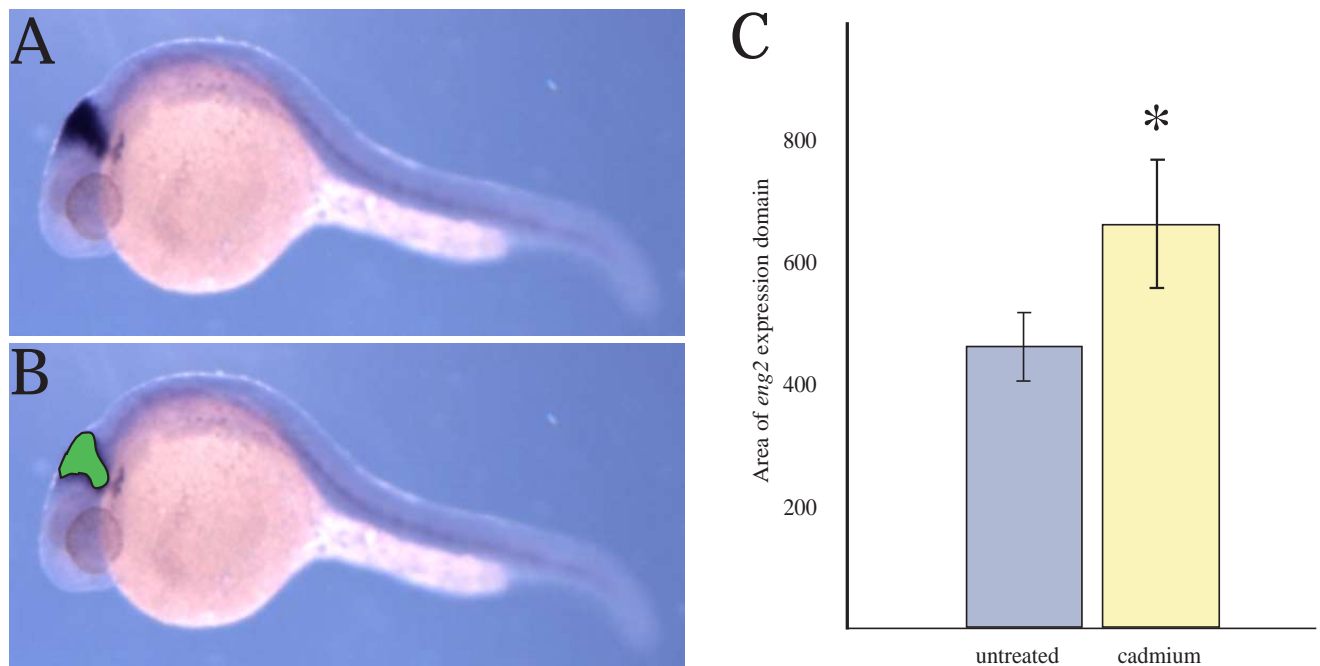 A
B
C
Area of eng2 expression domain
800
600
400
200
*
untreated
cadmium